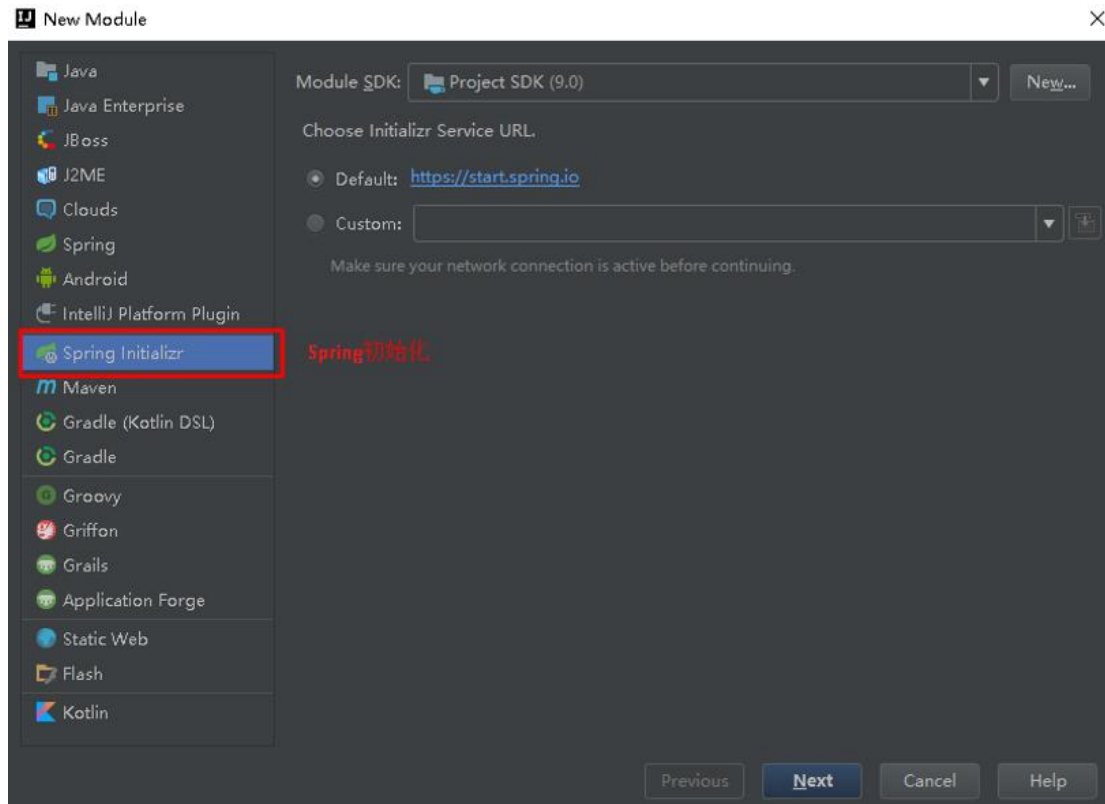 New Module
Java
Java Enterprise
JBoss
J2ME
Clouds
Spring
Android
IntelliJ Platform Plugin
Spring Initializr
Maven
Gradle (Kotlin DSL)
Gradle
Groovy
Griffon
Grails
Application Forge
Static Web
Flash
Kotlin
Module SDK: Project SDK (9.0) New...
Choose Initializr Service URL.
Default: https://start.spring.io
Custom:
Make sure your network connection is active before continuing.
Spring初始化
Previous Next Cancel Help